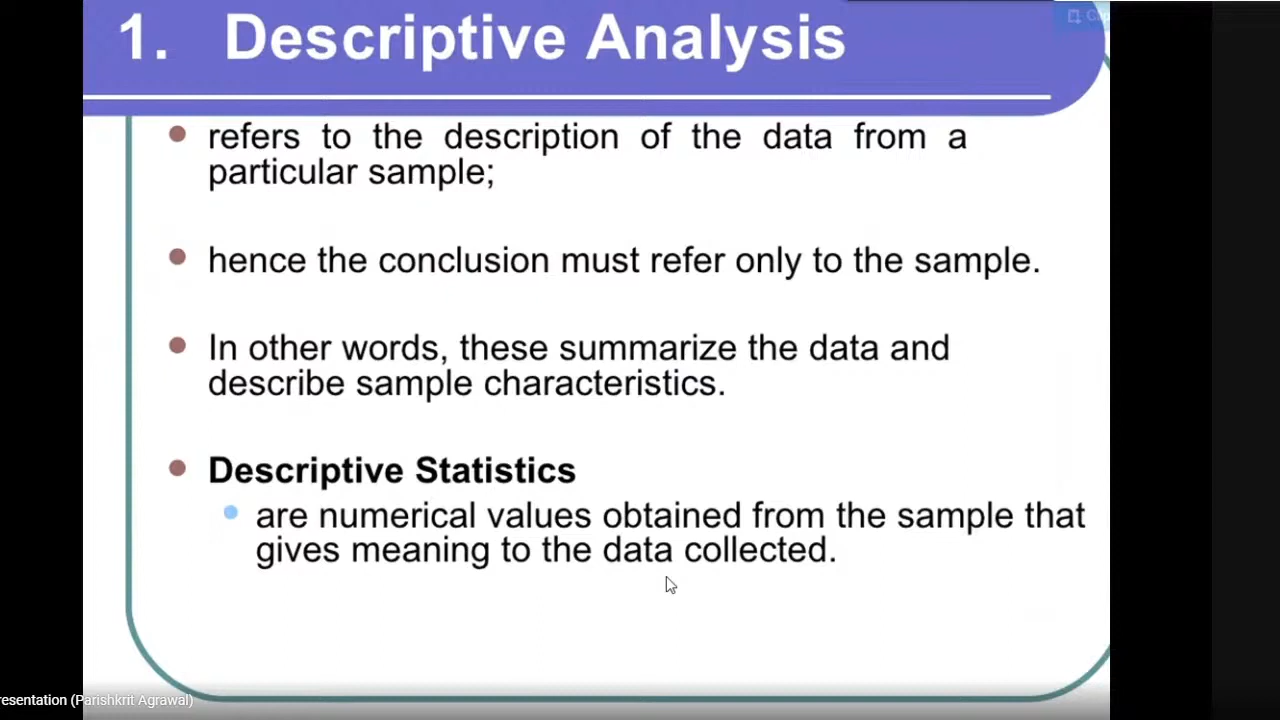 1. Descriptive Analysis
refers to the description of the data from a
particular sample;
hence the conclusion must refer only to the sample.
In other words, these summarize the data and
describe sample characteristics.
Descriptive Statistics
are numerical values obtained from the sample that
gives meaning to the data collected.
resentation (Parishkrit Agrawal)